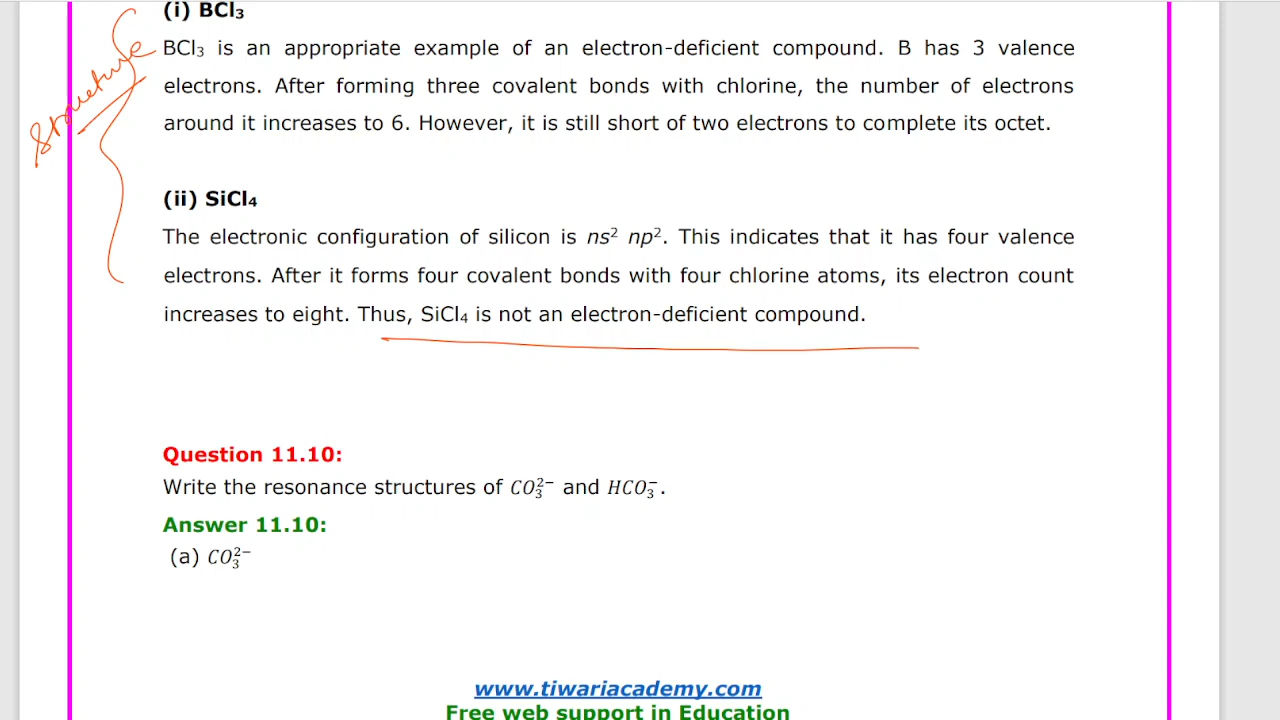 (i) BCl₃
Structure
BCl₃ is an appropriate example of an electron-deficient compound. B has 3 valence
electrons. After forming three covalent bonds with chlorine, the number of electrons
around it increases to 6. However, it is still short of two electrons to complete its octet.
(ii) SiCl₄
The electronic configuration of silicon is ns² np². This indicates that it has four valence
electrons. After it forms four covalent bonds with four chlorine atoms, its electron count
increases to eight. Thus, SiCl₄ is not an electron-deficient compound.
Question 11.10:
Write the resonance structures of CO₃²⁻ and HCO₃⁻.
Answer 11.10:
(a) CO₃²⁻
www.tiwariacademy.com
Free web support in Education